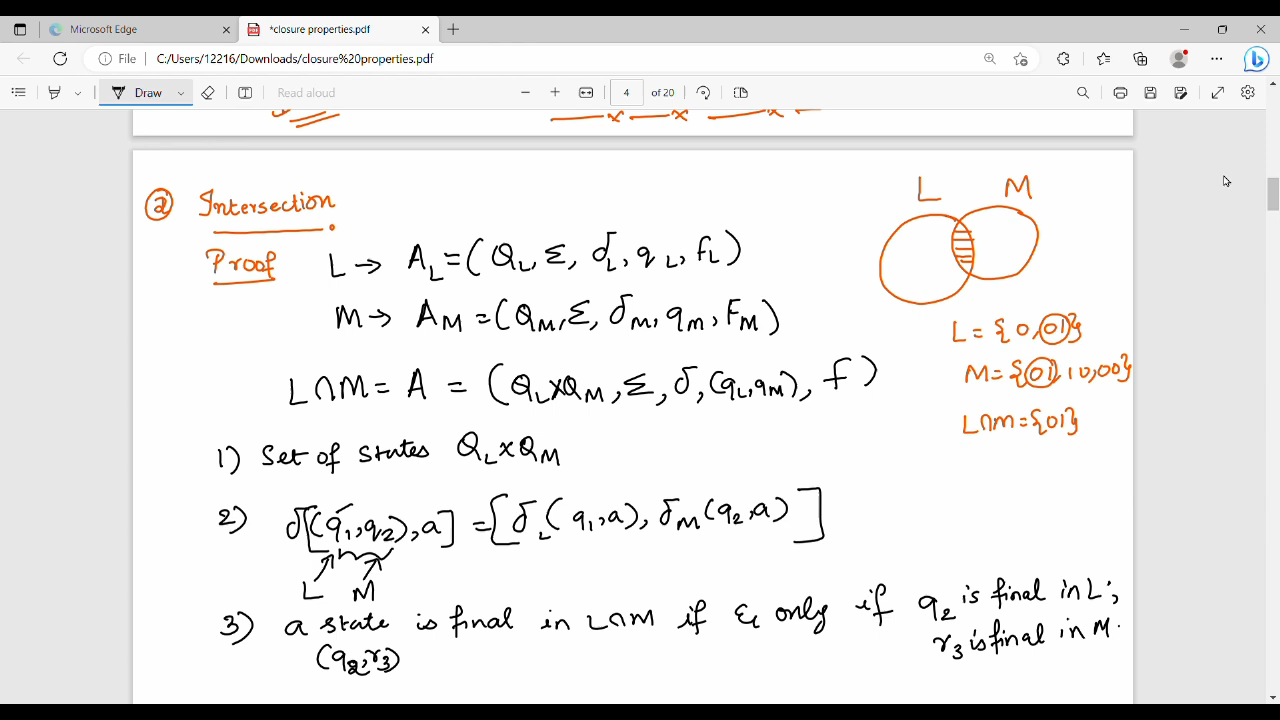 Microsoft Edge
*closure properties.pdf
File C:/Users/12216/Downloads/closure%20properties.pdf
Draw Read aloud 4 of 20
② Intersection
Proof
L → A_L = (Q_L, Σ, δ_L, q_L, f_L)
M → A_M = (Q_M, Σ, δ_M, q_m, F_M)
L∩M = A = (Q_L×Q_M, Σ, δ, (q_L,q_M), f)
1) Set of states Q_L×Q_M
2) δ[(q_1,q_2),a] = [δ_L(q_1,a), δ_M(q_2,a)]
L M
3) a state is final in L∩M if & only if q_2 is final in L;
(q_2,r_3) r_3 is final in M.
L M
L = {0,01}
M = {01,10,00}
L∩M = {01}